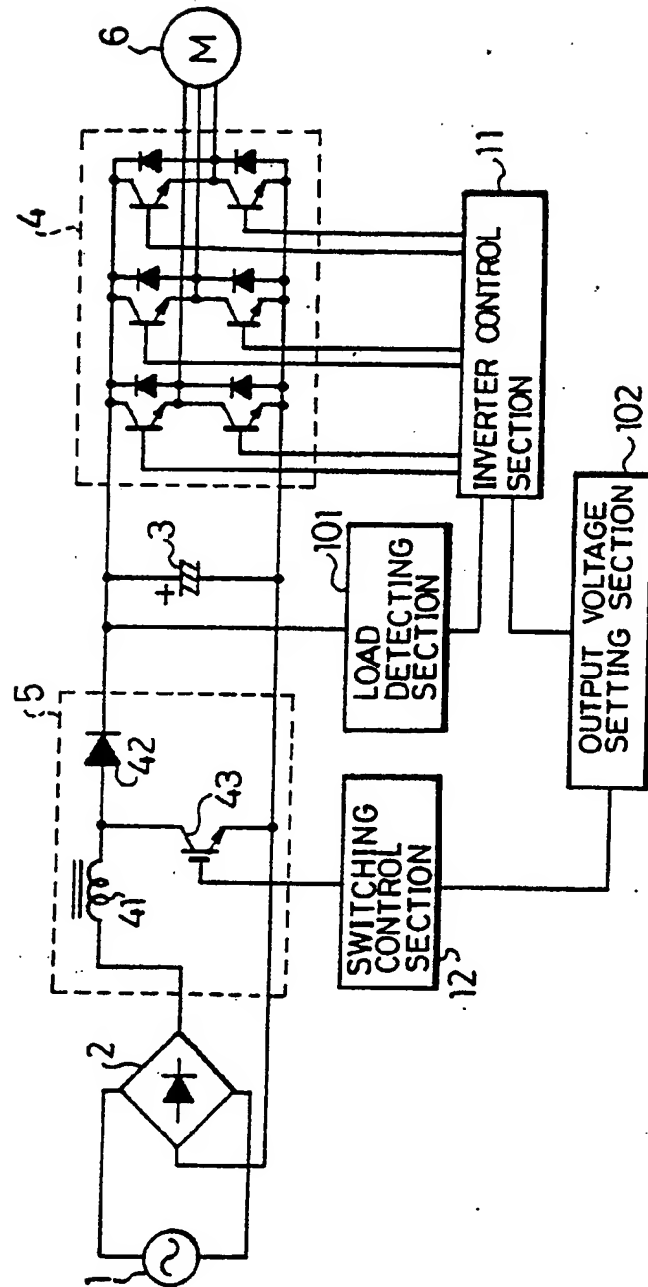 1
2
5
41
42
43
3
+
4
6
M
SWITCHING
CONTROL
SECTION
12
LOAD
DETECTING
SECTION
101
INVERTER CONTROL
SECTION
11
OUTPUT VOLTAGE
SETTING SECTION
102